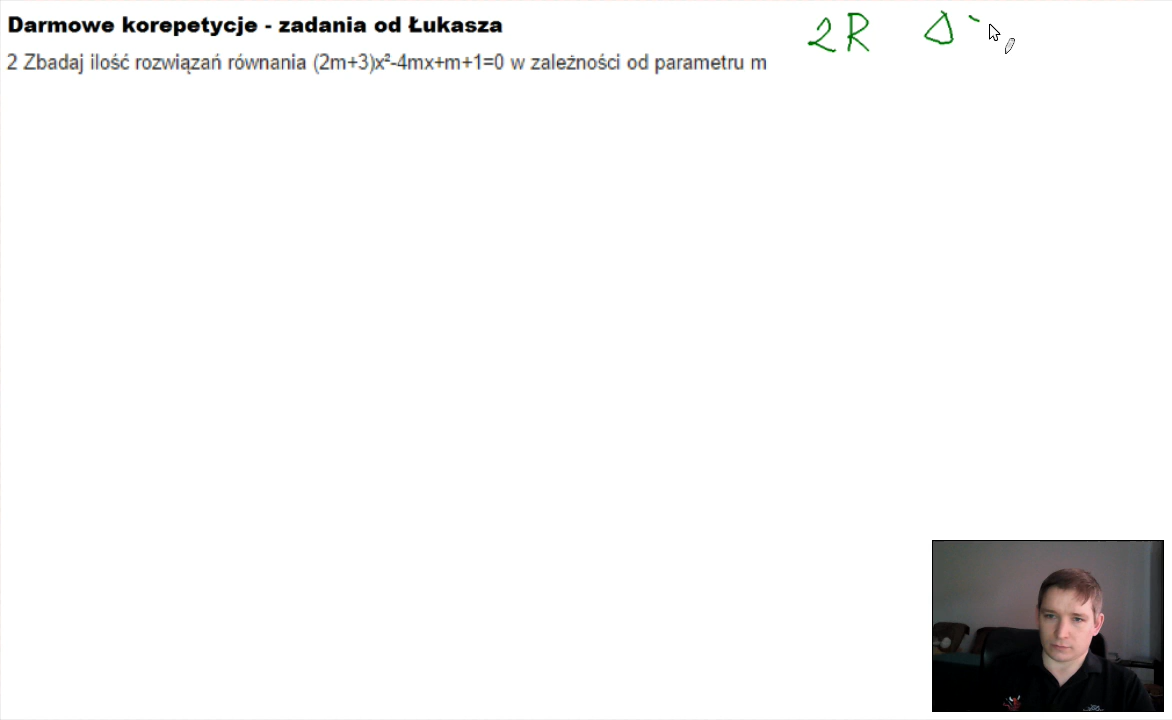 Darmowe korepetycje - zadania od Łukasza
2R Δ
2 Zbadaj ilość rozwiązań równania (2m+3)x²-4mx+m+1=0 w zależności od parametru m